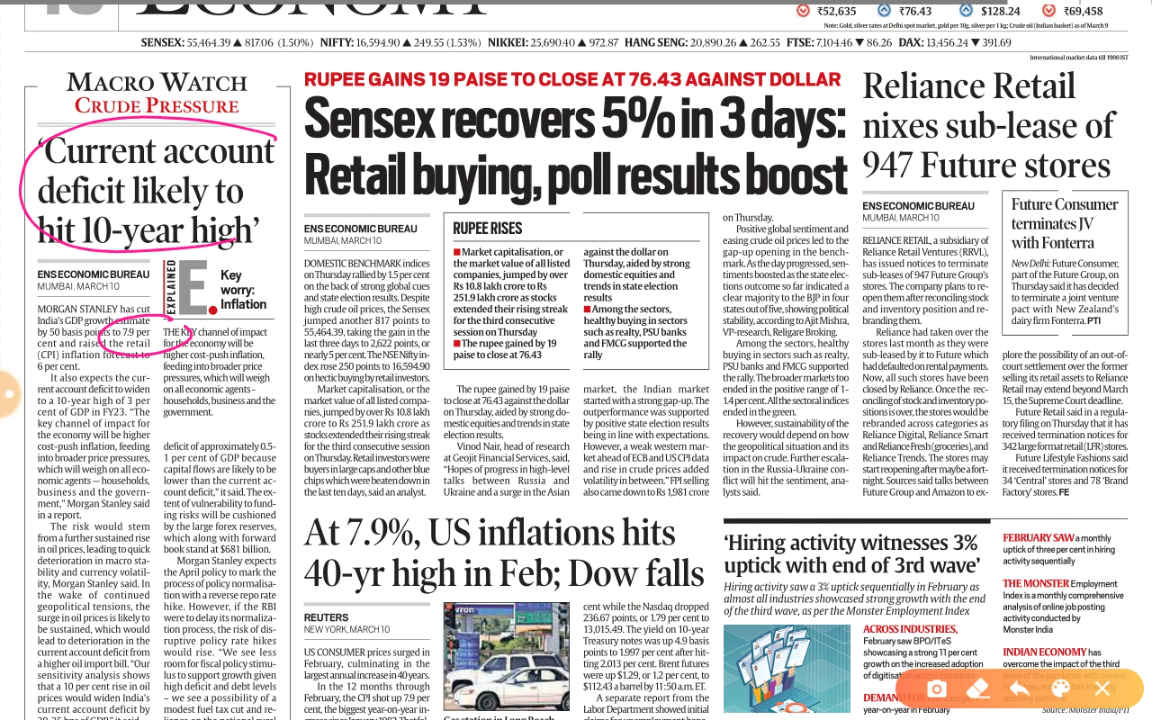 ECONOMY
₹52,635 ₹76.43 $128.24 ₹69,458
Note: Gold, silver rates at Delhi spot market, gold per 10g, silver per 1 kg; Crude oil (Indian basket) as of March 9
SENSEX: 55,464.39 ▲ 817.06 (1.50%) NIFTY: 16,594.90 ▲ 249.55 (1.53%) NIKKEI: 25,690.40 ▲ 972.87 HANG SENG: 20,890.26 ▲ 262.55 FTSE: 7,104.46 ▼ 86.26 DAX: 13,456.24 ▼ 391.69
International market data till 1900 IST
MACRO WATCH
CRUDE PRESSURE
‘Current account
deficit likely to
hit 10-year high’
ENS ECONOMIC BUREAU
MUMBAI, MARCH 10
MORGAN STANLEY has cut
India's GDP growth estimate
by 50 basis points to 7.9 per
cent and raised the retail
(CPI) inflation forecast to
6 per cent.
It also expects the cur-
rent account deficit to widen
to a 10-year high of 3 per
cent of GDP in FY23. “The
key channel of impact for
the economy will be higher
cost-push inflation, feeding
into broader price pressures,
which will weigh on all eco-
nomic agents — households,
business and the govern-
ment,” Morgan Stanley said
in a report.
The risk would stem
from a further sustained rise
in oil prices, leading to quick
deterioration in macro sta-
bility and currency volatil-
ity, Morgan Stanley said. In
the wake of continued
geopolitical tensions, the
surge in oil prices is likely to
be sustained, which would
lead to deterioration in the
current account deficit from
a higher oil import bill. “Our
sensitivity analysis shows
that a 10 per cent rise in oil
prices would widen India's
current account deficit by
EXPLAINED
E.
Key
worry:
Inflation
THE KEY channel of impact
for the economy will be
higher cost-push inflation,
feeding into broader price
pressures, which will weigh
on all economic agents -
households, business and the
government.
deficit of approximately 0.5-
1 per cent of GDP because
capital flows are likely to be
lower than the current ac-
count deficit,” it said. The ex-
tent of vulnerability to fund-
ing risks will be cushioned
by the large forex reserves,
which along with forward
book stand at $681 billion.
Morgan Stanley expects
the April policy to mark the
process of policy normalisa-
tion with a reverse repo rate
hike. However, if the RBI
were to delay its normaliza-
tion process, the risk of dis-
ruptive policy rate hikes
would rise. “We see less
room for fiscal policy stimu-
lus to support growth given
high deficit and debt levels
– we see a possibility of a
modest fuel tax cut and re-
RUPEE GAINS 19 PAISE TO CLOSE AT 76.43 AGAINST DOLLAR
Sensex recovers 5% in 3 days:
Retail buying, poll results boost
ENS ECONOMIC BUREAU
MUMBAI, MARCH 10
DOMESTIC BENCHMARK indices
on Thursday rallied by 1.5 per cent
on the back of strong global cues
and state election results. Despite
high crude oil prices, the Sensex
jumped another 817 points to
55,464.39, taking the gain in the
last three days to 2,622 points, or
nearly 5 per cent. The NSE Nifty in-
dex rose 250 points to 16,594.90
on hectic buying by retail investors.
Market capitalisation, or the
market value of all listed compa-
nies, jumped by over Rs 10.8 lakh
crore to Rs 251.9 lakh crore as
stocks extended their rising streak
for the third consecutive session
on Thursday. Retail investors were
buyers in large caps and other blue
chips which were beaten down in
the last ten days, said an analyst.
RUPEE RISES
■ Market capitalisation, or
the market value of all listed
companies, jumped by over
Rs 10.8 lakh crore to Rs
251.9 lakh crore as stocks
extended their rising streak
for the third consecutive
session on Thursday
■ The rupee gained by 19
paise to close at 76.43
against the dollar on
Thursday, aided by strong
domestic equities and
trends in state election
results
■ Among the sectors,
healthy buying in sectors
such as realty, PSU banks
and FMCG supported the
rally
The rupee gained by 19 paise
to close at 76.43 against the dollar
on Thursday, aided by strong do-
mestic equities and trends in state
election results.
Vinod Nair, head of research
at Geojit Financial Services, said,
“Hopes of progress in high-level
talks between Russia and
Ukraine and a surge in the Asian
market, the Indian market
started with a strong gap-up. The
outperformance was supported
by positive state election results
being in line with expectations.
However, a weak western mar-
ket ahead of ECB and US CPI data
and rise in crude prices added
volatility in between.” FPI selling
also came down to Rs 1,981 crore
on Thursday.
Positive global sentiment and
easing crude oil prices led to the
gap-up opening in the bench-
mark. As the day progressed, sen-
timents boosted as the state elec-
tions outcome so far indicated a
clear majority to the BJP in four
states out of five, showing political
stability, according to Ajit Mishra,
VP-research, Religare Broking.
Among the sectors, healthy
buying in sectors such as realty,
PSU banks and FMCG supported
the rally. The broader markets too
ended in the positive range of 1-
1.4 per cent. All the sectoral indices
ended in the green.
However, sustainability of the
recovery would depend on how
the geopolitical situation and its
impact on crude. Further escala-
tion in the Russia-Ukraine con-
flict will hit the sentiment, ana-
lysts said.
Reliance Retail
nixes sub-lease of
947 Future stores
ENS ECONOMIC BUREAU
MUMBAI, MARCH 10
RELIANCE RETAIL, a subsidiary of
Reliance Retail Ventures (RRVL),
has issued notices to terminate
sub-leases of 947 Future Group's
stores. The company plans to re-
open them after reconciling stock
and inventory position and re-
branding them.
Reliance had taken over the
stores last month as they were
sub-leased by it to Future which
had defaulted on rental payments.
Now, all such stores have been
closed by Reliance. Once the rec-
onciling of stock and inventory po-
sitions is over, the stores would be
rebranded across categories as
Reliance Digital, Reliance Smart
and Reliance Fresh (groceries), and
Reliance Trends. The stores may
start reopening after maybe a fort-
night. Sources said talks between
Future Group and Amazon to ex-
Future Consumer
terminates JV
with Fonterra
New Delhi: Future Consumer,
part of the Future Group, on
Thursday said it has decided
to terminate a joint venture
pact with New Zealand's
dairy firm Fonterra. PTI
plore the possibility of an out-of-
court settlement over the former
selling its retail assets to Reliance
Retail may extend beyond March
15, the Supreme Court deadline.
Future Retail said in a regula-
tory filing on Thursday that it has
received termination notices for
342 large format retail (LFR) stores.
Future Lifestyle Fashions said
it received termination notices for
34 ‘Central’ stores and 78 ‘Brand
Factory’ stores. FE
At 7.9%, US inflations hits
40-yr high in Feb; Dow falls
REUTERS
NEW YORK, MARCH 10
US CONSUMER prices surged in
February, culminating in the
largest annual increase in 40 years.
In the 12 months through
February, the CPI shot up 7.9 per
cent, the biggest year-on-year in-
cent while the Nasdaq dropped
236.67 points, or 1.79 per cent to
13,015.49. The yield on 10-year
Treasury notes was up 4.9 basis
points to 1.997 per cent after hit-
ting 2.013 per cent. Brent futures
were up $1.29, or 1.2 per cent, to
$112.43 a barrel by 11:50 a.m. ET.
A separate report from the
Labor Department showed initial
‘Hiring activity witnesses 3%
uptick with end of 3rd wave’
Hiring activity saw a 3% uptick sequentially in February as
almost all industries showcased strong growth with the end
of the third wave, as per the Monster Employment Index
ACROSS INDUSTRIES,
February saw BPO/ITeS
showcasing a strong 11 per cent
growth on the increased adoption
of
year-on-year in February
FEBRUARY SAW a monthly
uptick of three per cent in hiring
activity sequentially
THE MONSTER Employment
Index is a monthly comprehensive
analysis of online job posting
activity conducted by
Monster India
INDIAN ECONOMY has
overcome the impact of the third
Source: Monster India/PTI